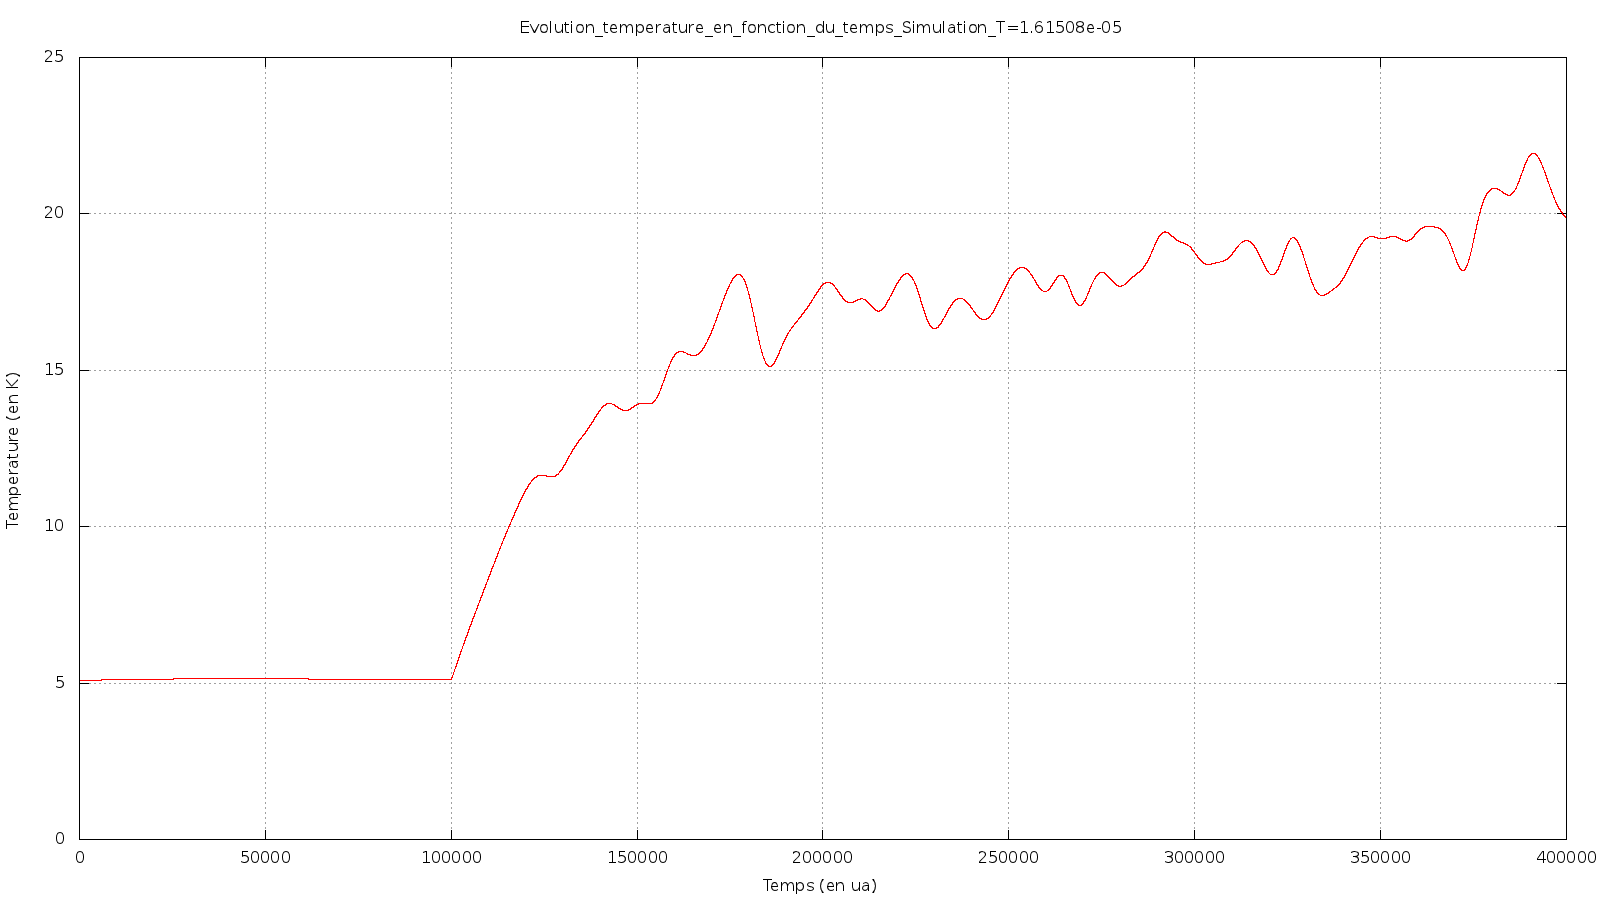 Evolution_temperature_en_fonction_du_temps_Simulation_T=1.61508e-05
25
20
15
10
5
0
Temperature (en K)
0 50000 100000 150000 200000 250000 300000 350000 400000
Temps (en ua)